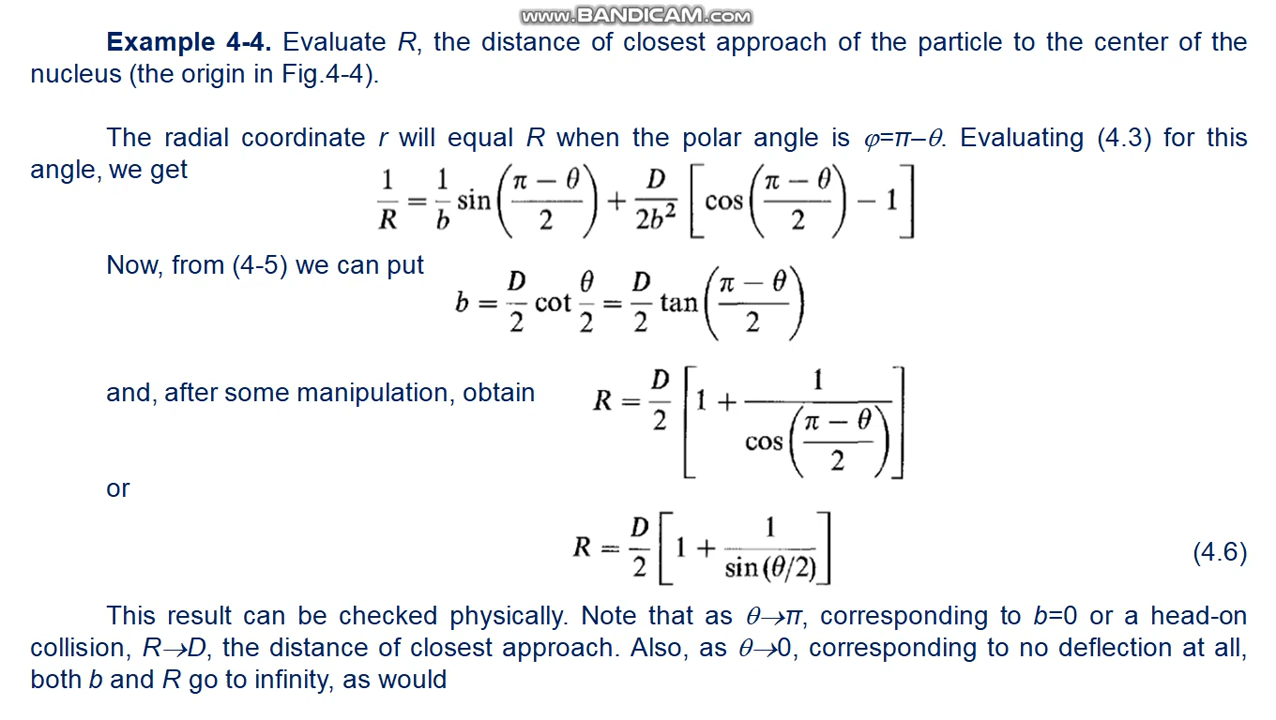 www.BANDICAM.com
Example 4-4. Evaluate R, the distance of closest approach of the particle to the center of the
nucleus (the origin in Fig.4-4).
The radial coordinate r will equal R when the polar angle is φ=π–θ. Evaluating (4.3) for this
angle, we get
1/R = 1/b sin((π − θ)/2) + D/2b² [cos((π − θ)/2) − 1]
Now, from (4-5) we can put
b = D/2 cot θ/2 = D/2 tan((π − θ)/2)
and, after some manipulation, obtain
R = D/2 [1 + 1/cos((π − θ)/2)]
or
R = D/2 [1 + 1/sin (θ/2)] (4.6)
This result can be checked physically. Note that as θ→π, corresponding to b=0 or a head-on
collision, R→D, the distance of closest approach. Also, as θ→0, corresponding to no deflection at all,
both b and R go to infinity, as would